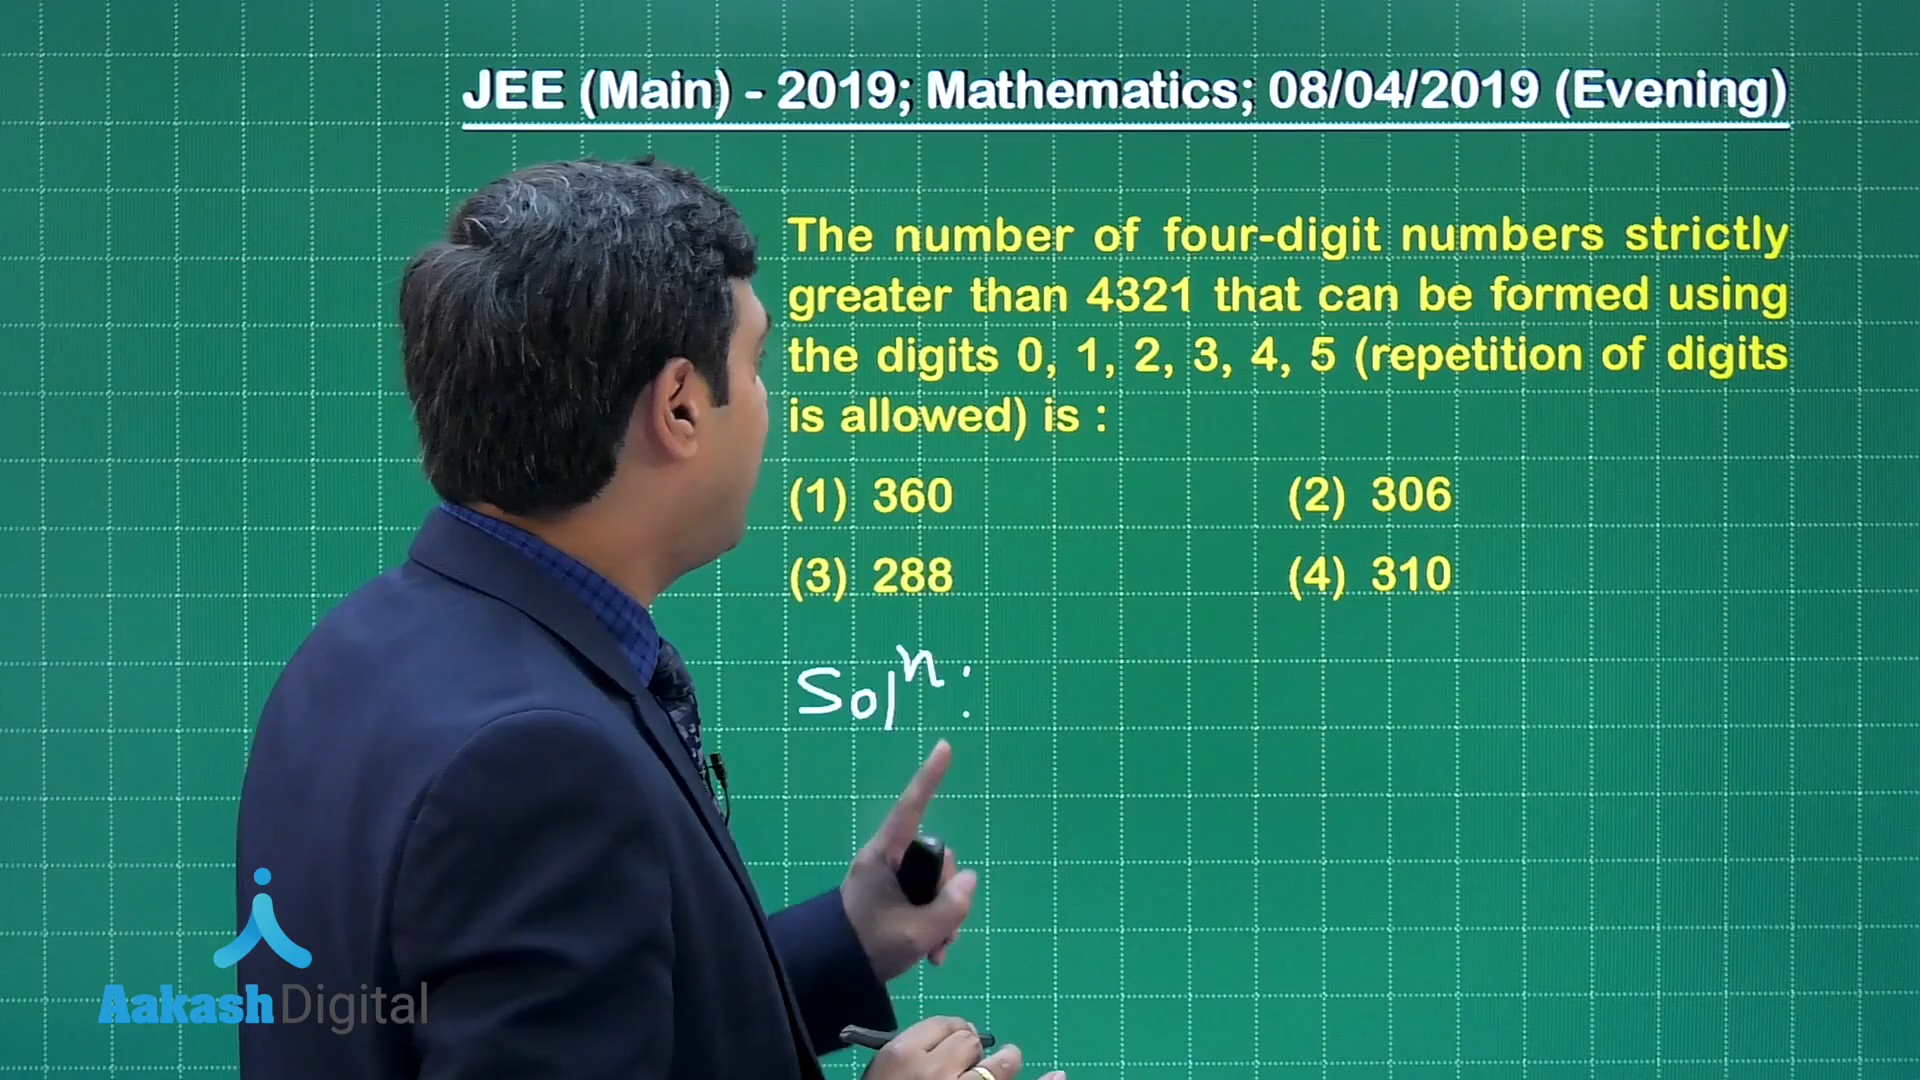 JEE (Main) - 2019; Mathematics; 08/04/2019 (Evening)
The number of four-digit numbers strictly
greater than 4321 that can be formed using
the digits 0, 1, 2, 3, 4, 5 (repetition of digits
is allowed) is :
(1) 360 (2) 306
(3) 288 (4) 310
Solⁿ:
Aakash Digital